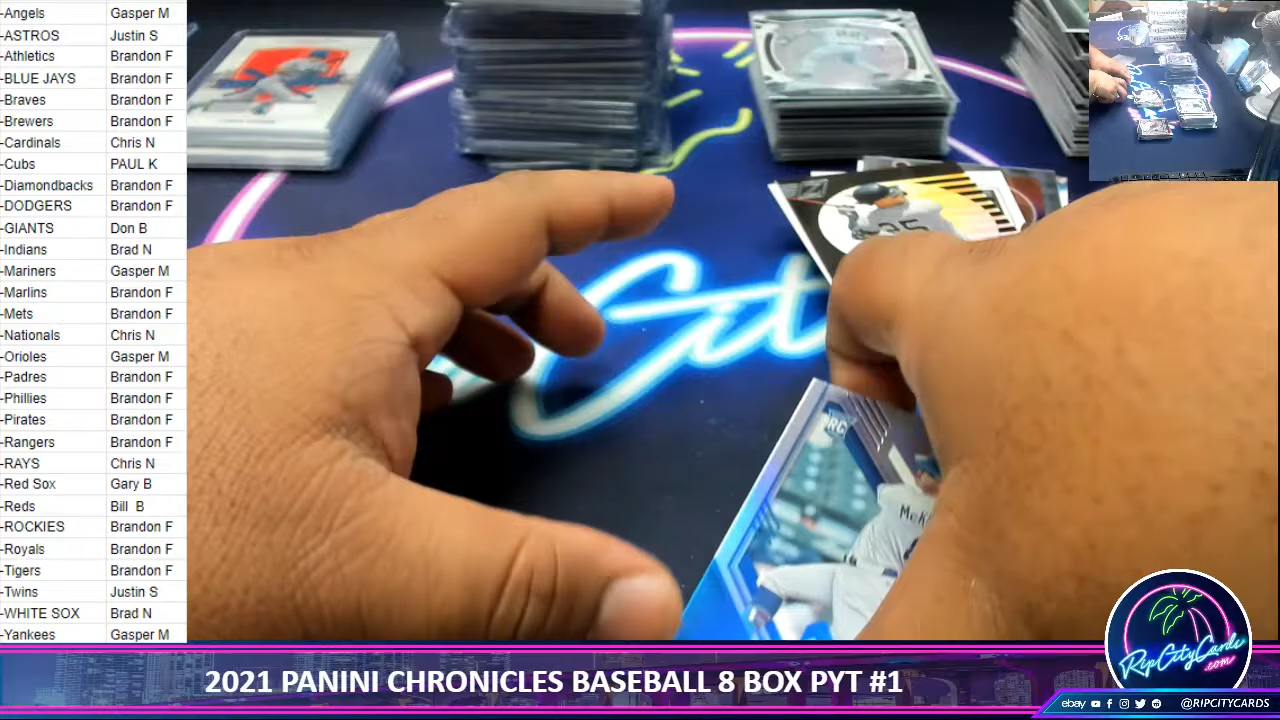 -Angels Gasper M
-ASTROS Justin S
-Athletics Brandon F
-BLUE JAYS Brandon F
-Braves Brandon F
-Brewers Brandon F
-Cardinals Chris N
-Cubs PAUL K
-Diamondbacks Brandon F
-DODGERS Brandon F
-GIANTS Don B
-Indians Brad N
-Mariners Gasper M
-Marlins Brandon F
-Mets Brandon F
-Nationals Chris N
-Orioles Gasper M
-Padres Brandon F
-Phillies Brandon F
-Pirates Brandon F
-Rangers Brandon F
-RAYS Chris N
-Red Sox Gary B
-Reds Bill B
-ROCKIES Brandon F
-Royals Brandon F
-Tigers Brandon F
-Twins Justin S
-WHITE SOX Brad N
-Yankees Gasper M
City
RC
RipCityCards
.com
2021 PANINI CHRONICLES BASEBALL 8 BOX PYT #1
ebay @RIPCITYCARDS